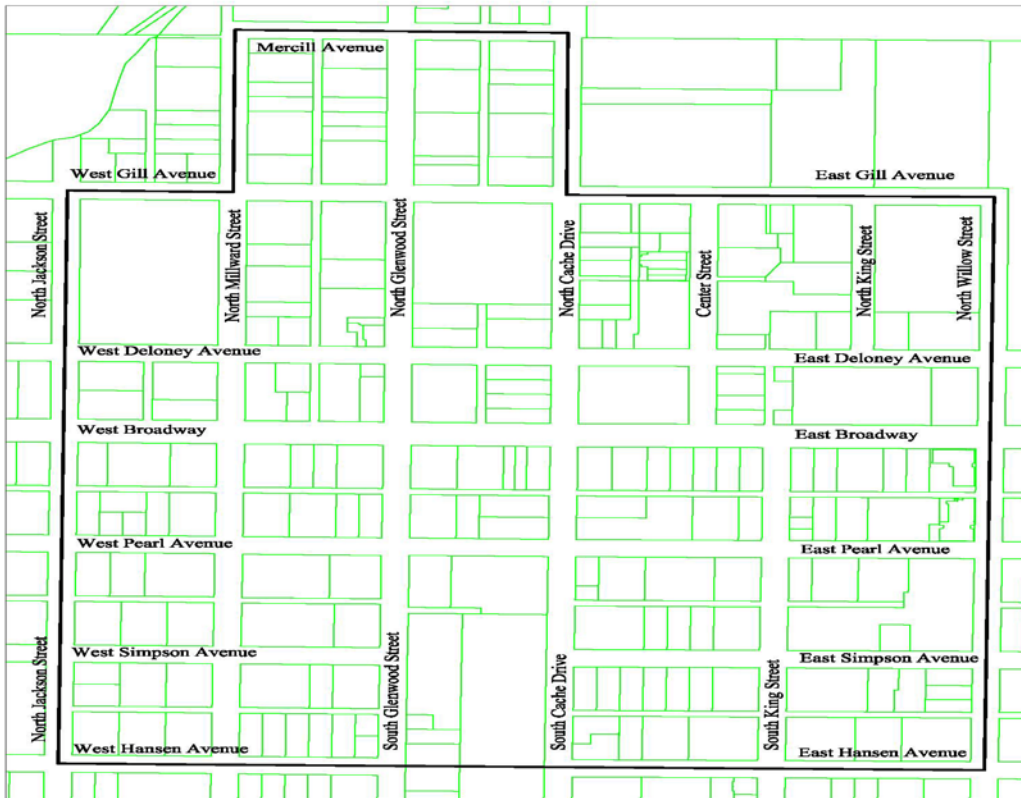 Mercill Avenue
West Gill Avenue
East Gill Avenue
North Jackson Street
North Millward Street
North Glenwood Street
North Cache Drive
Center Street
North King Street
North Willow Street
West Deloney Avenue
East Deloney Avenue
West Broadway
East Broadway
West Pearl Avenue
East Pearl Avenue
North Jackson Street
West Simpson Avenue
South Glenwood Street
South Cache Drive
South King Street
East Simpson Avenue
West Hansen Avenue
East Hansen Avenue